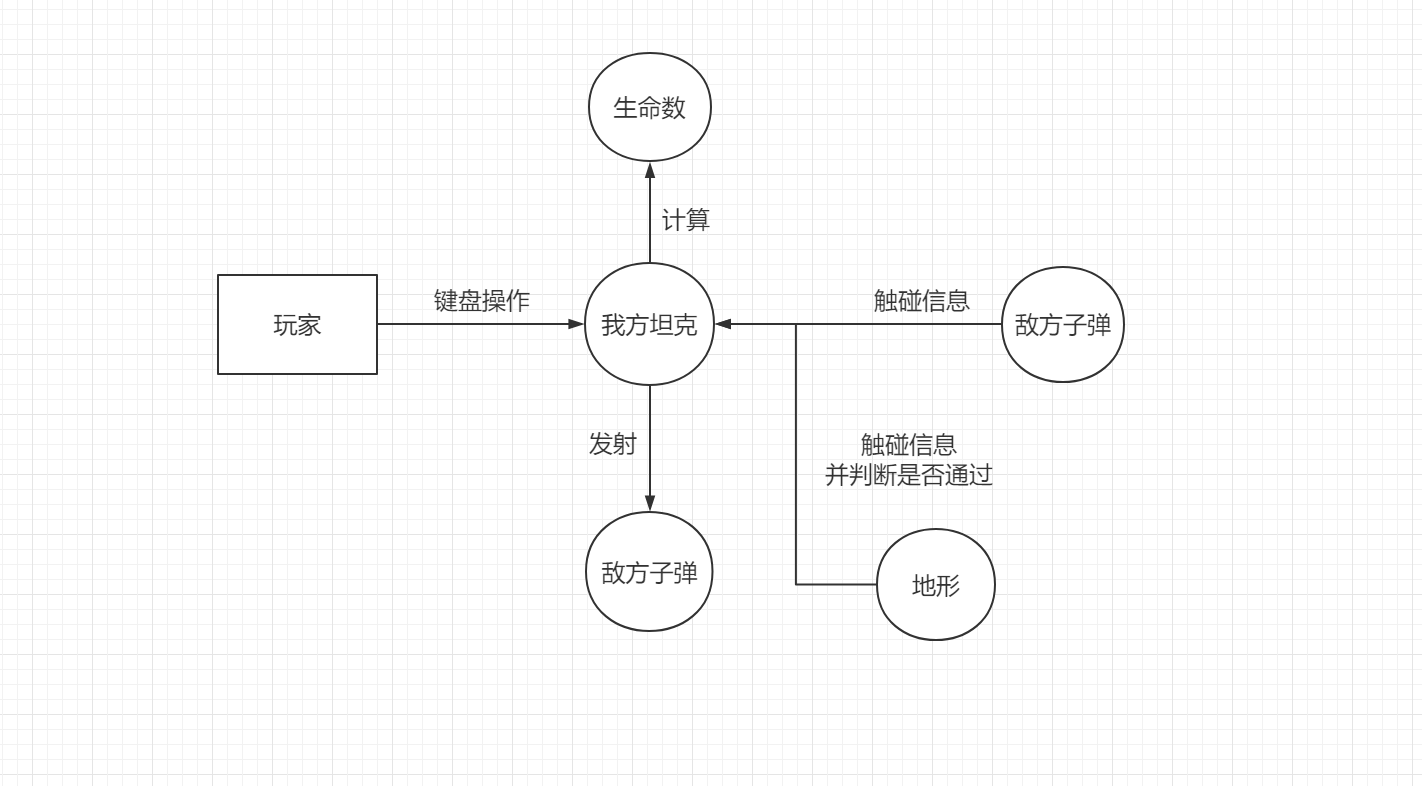 生命数
计算
玩家
键盘操作
我方坦克
触碰信息
敌方子弹
发射
触碰信息
并判断是否通过
敌方子弹
地形